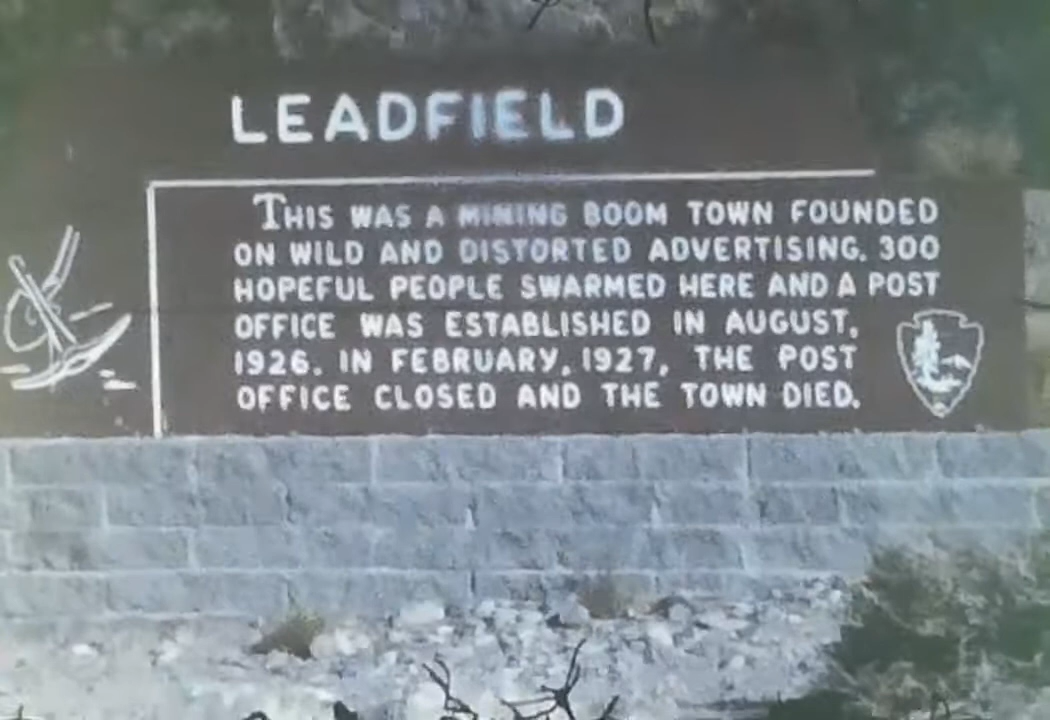 LEADFIELD
THIS WAS A MINING BOOM TOWN FOUNDED
ON WILD AND DISTORTED ADVERTISING. 300
HOPEFUL PEOPLE SWARMED HERE AND A POST
OFFICE WAS ESTABLISHED IN AUGUST,
1926. IN FEBRUARY, 1927, THE POST
OFFICE CLOSED AND THE TOWN DIED.